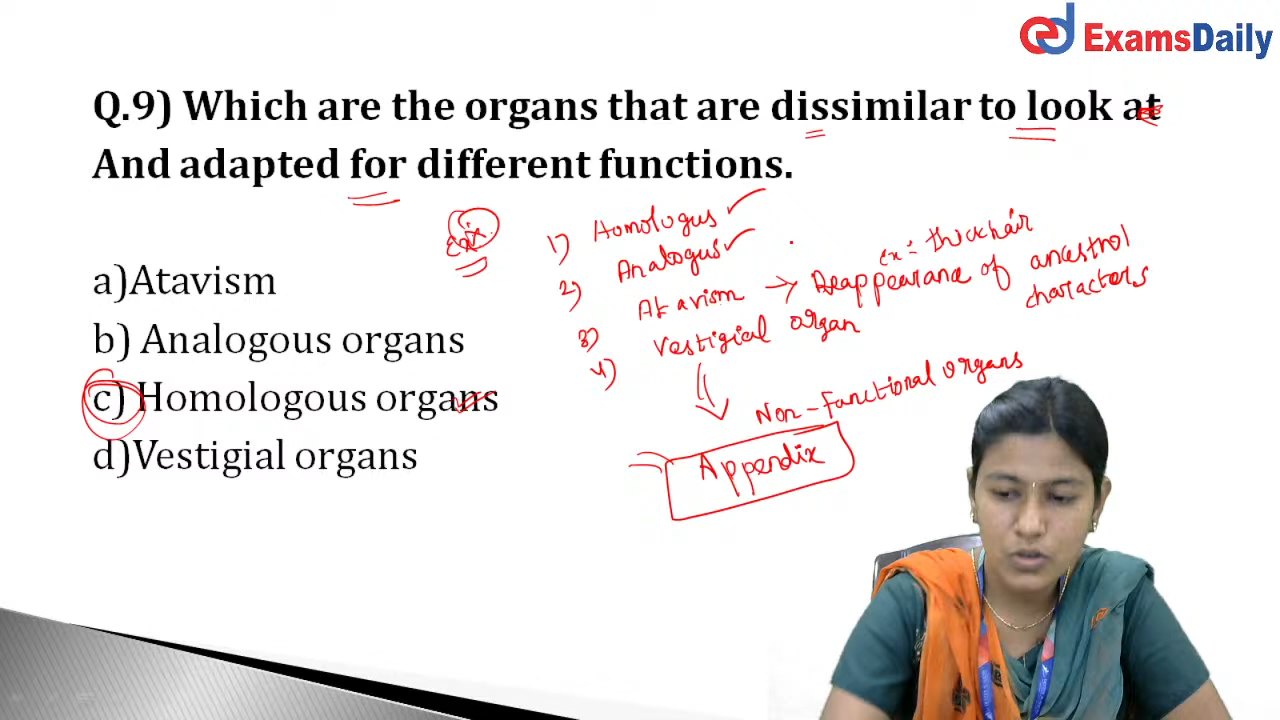 ExamsDaily
Q.9) Which are the organs that are dissimilar to look at
And adapted for different functions.
a)Atavism
b) Analogous organs
c) Homologous organs
d)Vestigial organs
1) Homologus
2) Analogus
3) Atavism → Reappearane of ancestrol characters
ex: thick hair
4) Vestigial organ
Non-functional organs
Appendix